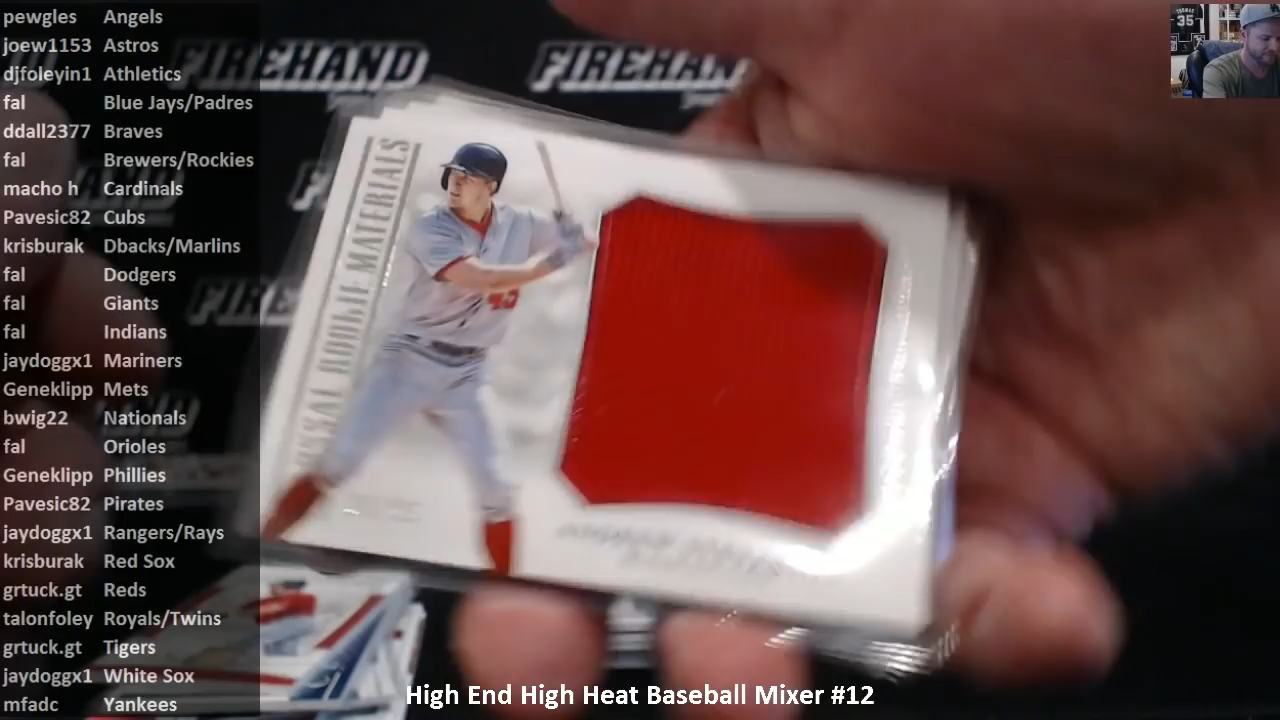 pewgles Angels
joew1153 Astros
djfoleyin1 Athletics
fal Blue Jays/Padres
ddall2377 Braves
fal Brewers/Rockies
macho h Cardinals
Pavesic82 Cubs
krisburak Dbacks/Marlins
fal Dodgers
fal Giants
fal Indians
jaydoggx1 Mariners
Geneklipp Mets
bwig22 Nationals
fal Orioles
Geneklipp Phillies
Pavesic82 Pirates
jaydoggx1 Rangers/Rays
krisburak Red Sox
grtuck.gt Reds
talonfoley Royals/Twins
grtuck.gt Tigers
jaydoggx1 White Sox
mfadc Yankees
FIREHAND
FIREHAND
ROOKIE MATERIALS
THOMAS
35
High End High Heat Baseball Mixer #12